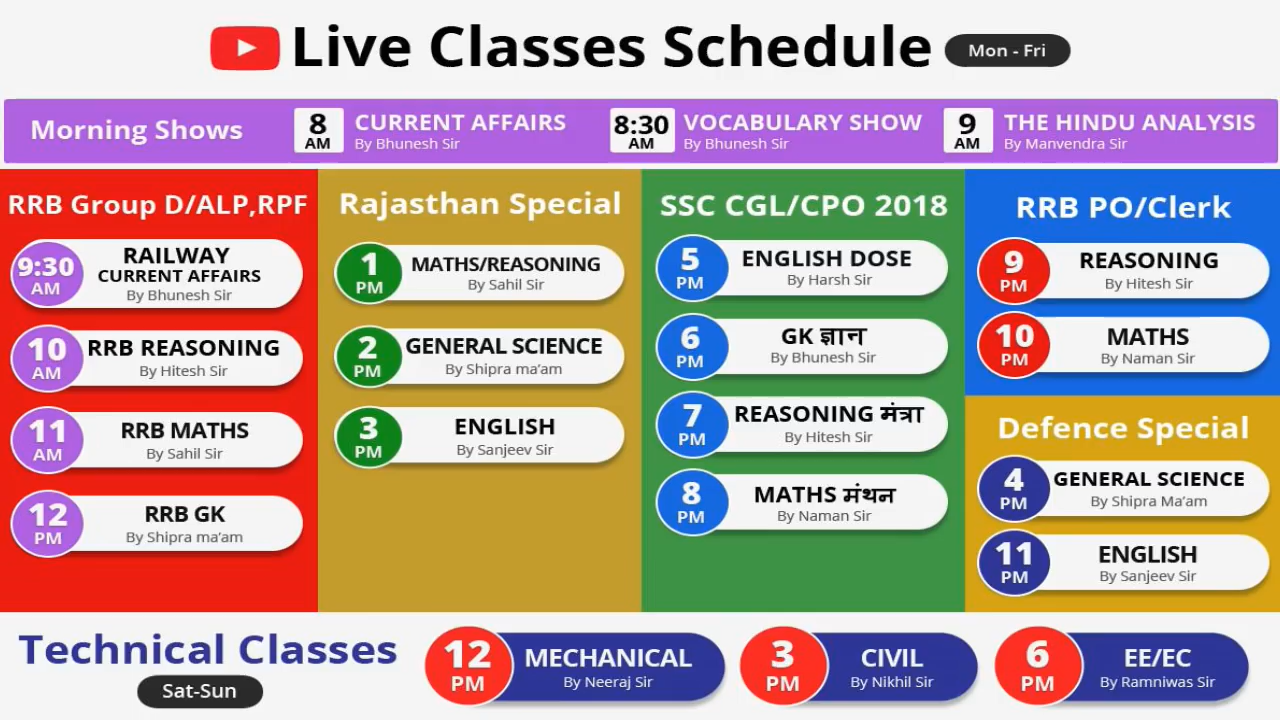 Live Classes Schedule
Mon - Fri
Morning Shows
8 AM
CURRENT AFFAIRS
By Bhunesh Sir
8:30 AM
VOCABULARY SHOW
By Bhunesh Sir
9 AM
THE HINDU ANALYSIS
By Manvendra Sir
RRB Group D/ALP,RPF
9:30 AM
RAILWAY
CURRENT AFFAIRS
By Bhunesh Sir
10 AM
RRB REASONING
By Hitesh Sir
11 AM
RRB MATHS
By Sahil Sir
12 PM
RRB GK
By Shipra ma’am
Rajasthan Special
1 PM
MATHS/REASONING
By Sahil Sir
2 PM
GENERAL SCIENCE
By Shipra ma’am
3 PM
ENGLISH
By Sanjeev Sir
SSC CGL/CPO 2018
5 PM
ENGLISH DOSE
By Harsh Sir
6 PM
GK ज्ञान
By Bhunesh Sir
7 PM
REASONING मंत्रा
By Hitesh Sir
8 PM
MATHS मंथन
By Naman Sir
RRB PO/Clerk
9 PM
REASONING
By Hitesh Sir
10 PM
MATHS
By Naman Sir
Defence Special
4 PM
GENERAL SCIENCE
By Shipra Ma’am
11 PM
ENGLISH
By Sanjeev Sir
Technical Classes
Sat-Sun
12 PM
MECHANICAL
By Neeraj Sir
3 PM
CIVIL
By Nikhil Sir
6 PM
EE/EC
By Ramniwas Sir